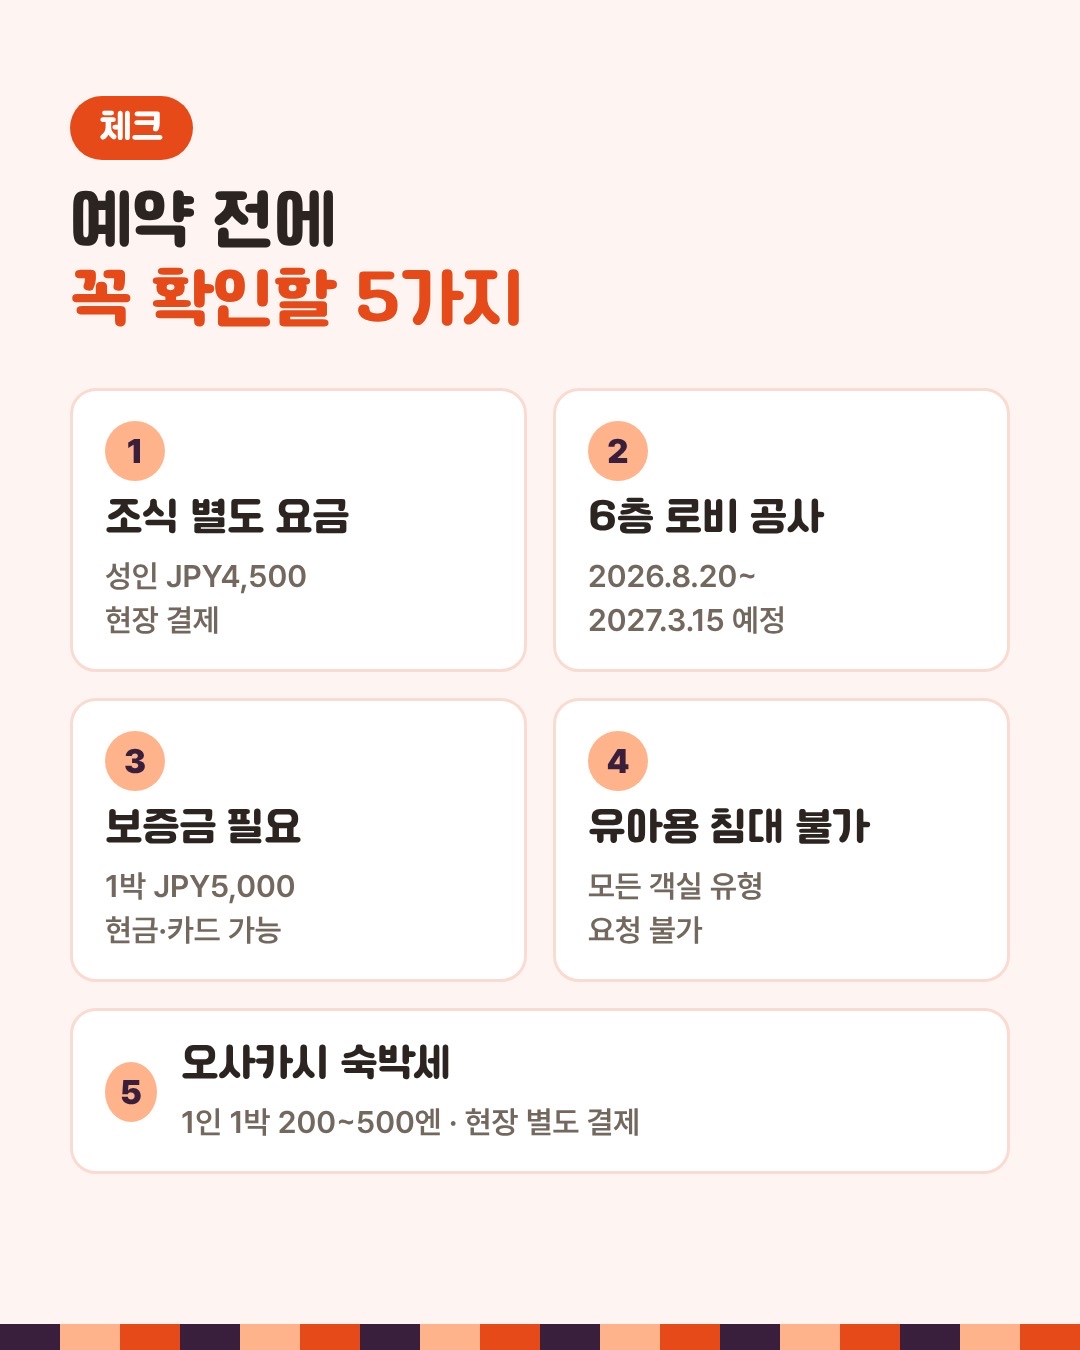 체크
예약 전에
꼭 확인할 5가지
1
조식 별도 요금
성인 JPY4,500
현장 결제
2
6층 로비 공사
2026.8.20~
2027.3.15 예정
3
보증금 필요
1박 JPY5,000
현금·카드 가능
4
유아용 침대 불가
모든 객실 유형
요청 불가
5
오사카시 숙박세
1인 1박 200~500엔 · 현장 별도 결제